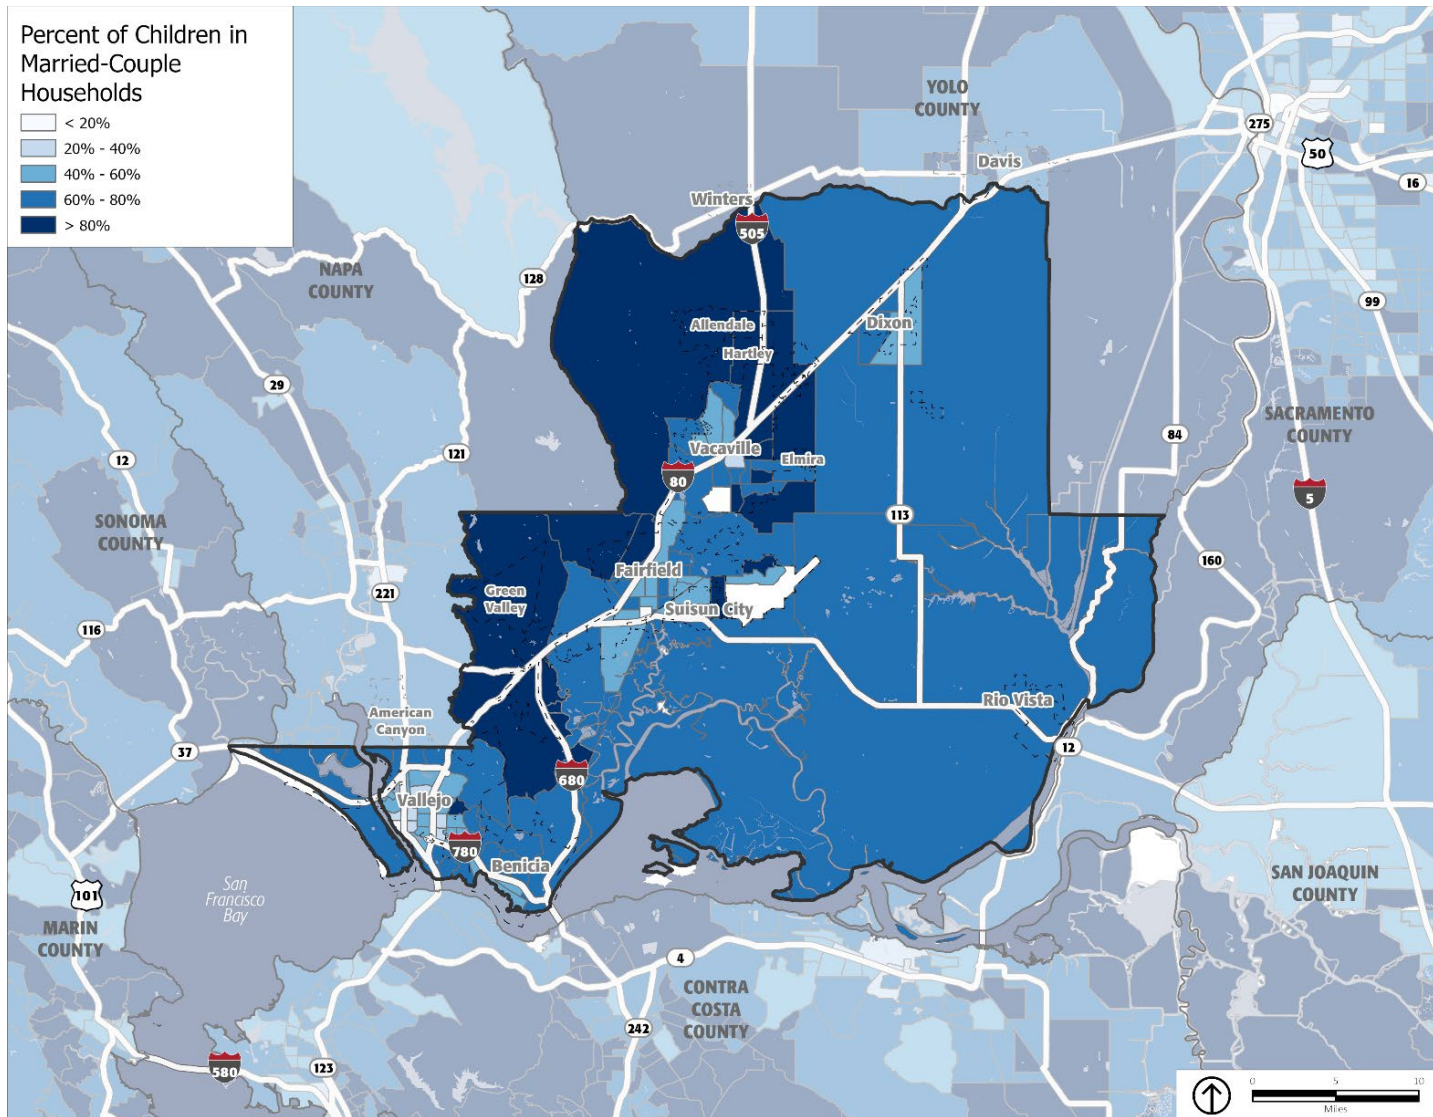 Percent of Children in
Married-Couple
Households
< 20%
20% - 40%
40% - 60%
60% - 80%
> 80%
YOLO
COUNTY
275
50
Davis
16
Winters
505
NAPA
COUNTY
128
99
Allendale
Dixon
Hartley
29
SACRAMENTO
COUNTY
84
12
121
Vacaville
Elmira
80
5
SONOMA
COUNTY
113
160
Fairfield
Green
Valley
221
Suisun City
116
Rio Vista
American
Canyon
37
12
680
Vallejo
780
Benicia
San
Francisco
Bay
101
MARIN
COUNTY
SAN JOAQUIN
COUNTY
4
CONTRA
COSTA
COUNTY
242
580
123
0 5 10
Miles